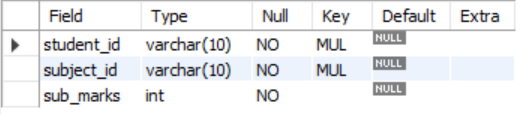 Field Type Null Key Default Extra
student_id varchar(10) NO MUL NULL
subject_id varchar(10) NO MUL NULL
sub_marks int NO NULL